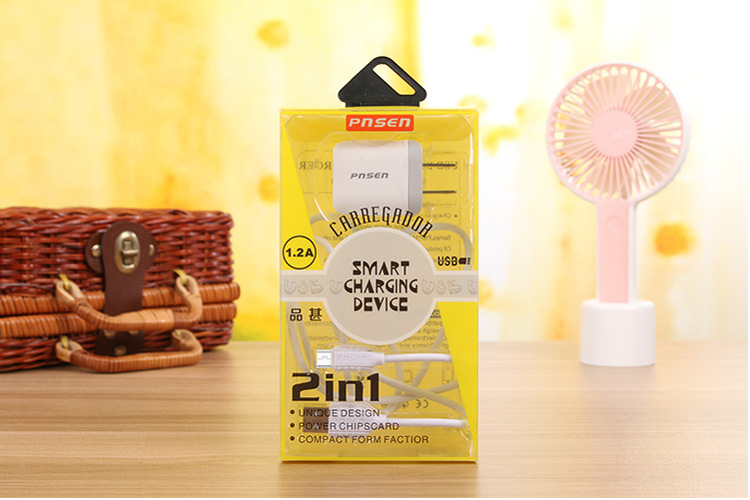 PNSEN
PNSEN
CARREGADOR
1.2A
USB
SMART
CHARGING
DEVICE
品 甚
PNSEN
2in1
• UNIQUE DESIGN
• POWER CHIPSCARD
• COMPACT FORM FACTIOR